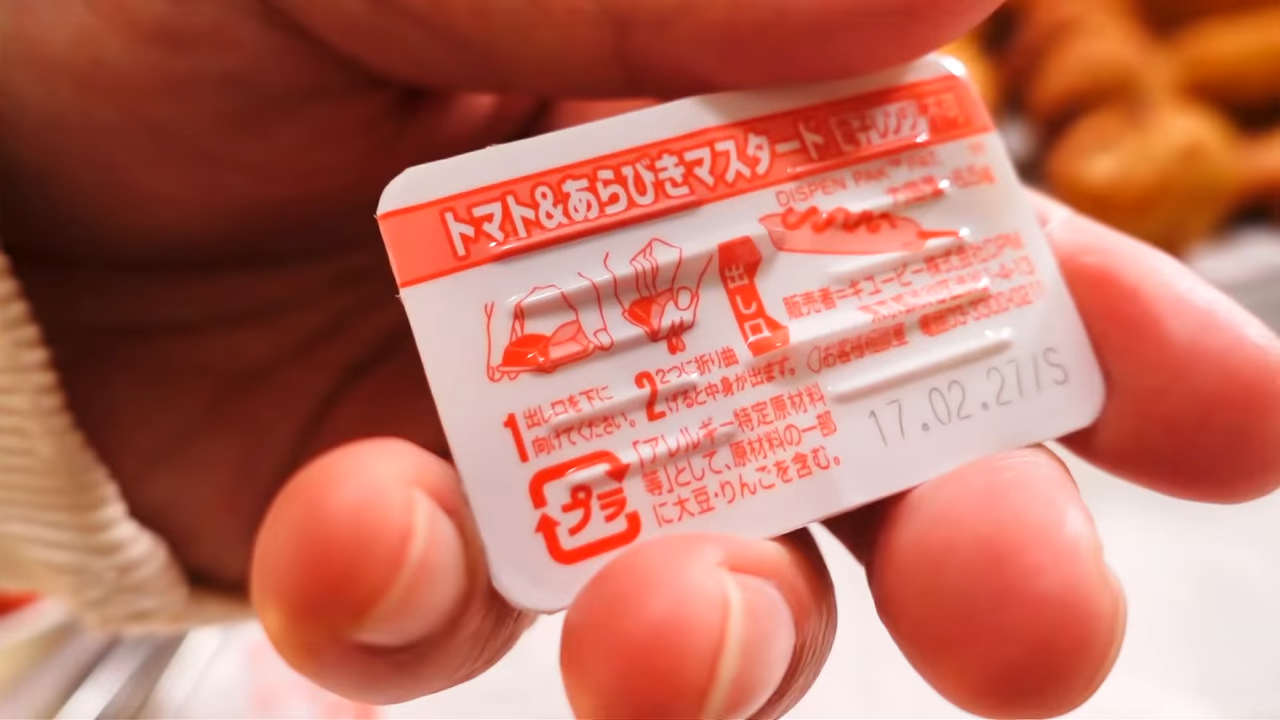 トマト&あらびきマスタード
DISPEN PAK
出し口
販売者=キユーピー株式会社
1 出し口を下に
向けてください。
2 2つに折り曲
げると中身が出ます。
「アレルギー特定原材料
等」として、原材料の一部
に大豆・りんごを含む。
プラ
17.02.27/S